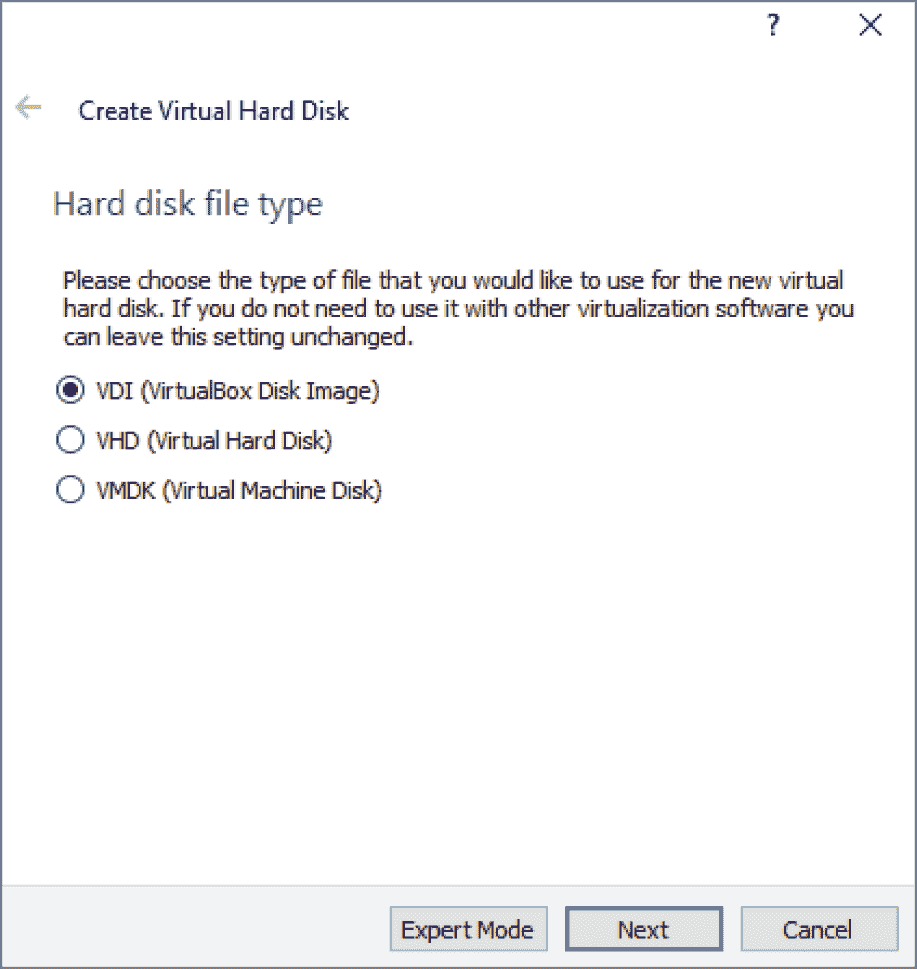 ?
Create Virtual Hard Disk
Hard disk file type
Please choose the type of file that you would like to use for the new virtual
hard disk. If you do not need to use it with other virtualization software you
can leave this setting unchanged.
VDI (VirtualBox Disk Image)
VHD (Virtual Hard Disk)
VMDK (Virtual Machine Disk)
Expert Mode
Next
Cancel